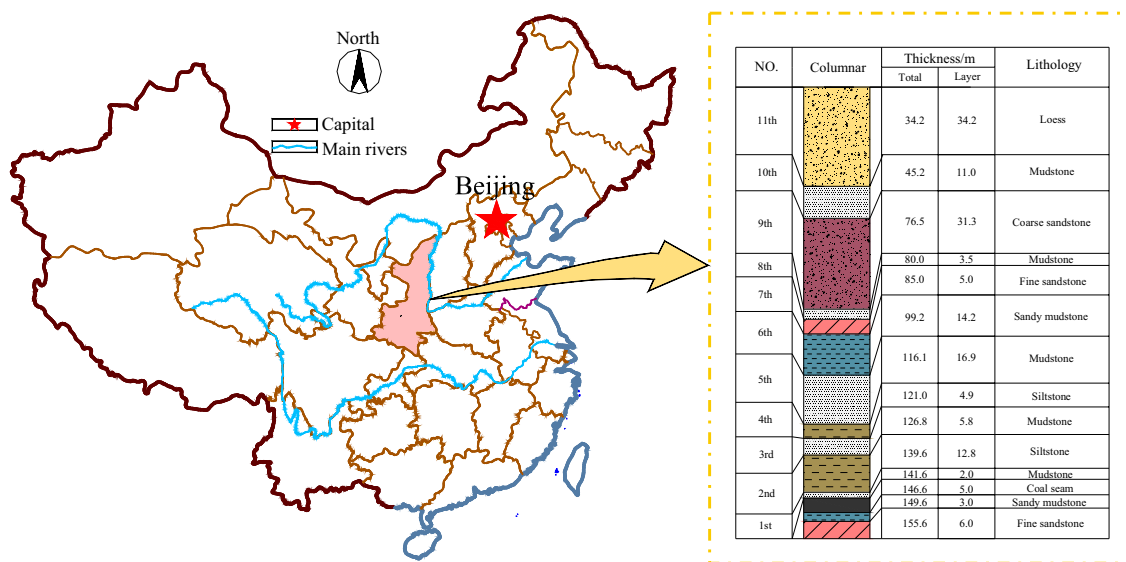 North
Capital
Main rivers
Beijing
NO. Columnar Thickness/m Lithology
Total Layer
11th 34.2 34.2 Loess
10th 45.2 11.0 Mudstone
9th 76.5 31.3 Coarse sandstone
8th 80.0 3.5 Mudstone
7th 85.0 5.0 Fine sandstone
6th 99.2 14.2 Sandy mudstone
5th 116.1 16.9 Mudstone
121.0 4.9 Siltstone
4th 126.8 5.8 Mudstone
3rd 139.6 12.8 Siltstone
141.6 2.0 Mudstone
2nd 146.6 5.0 Coal seam
149.6 3.0 Sandy mudstone
1st 155.6 6.0 Fine sandstone